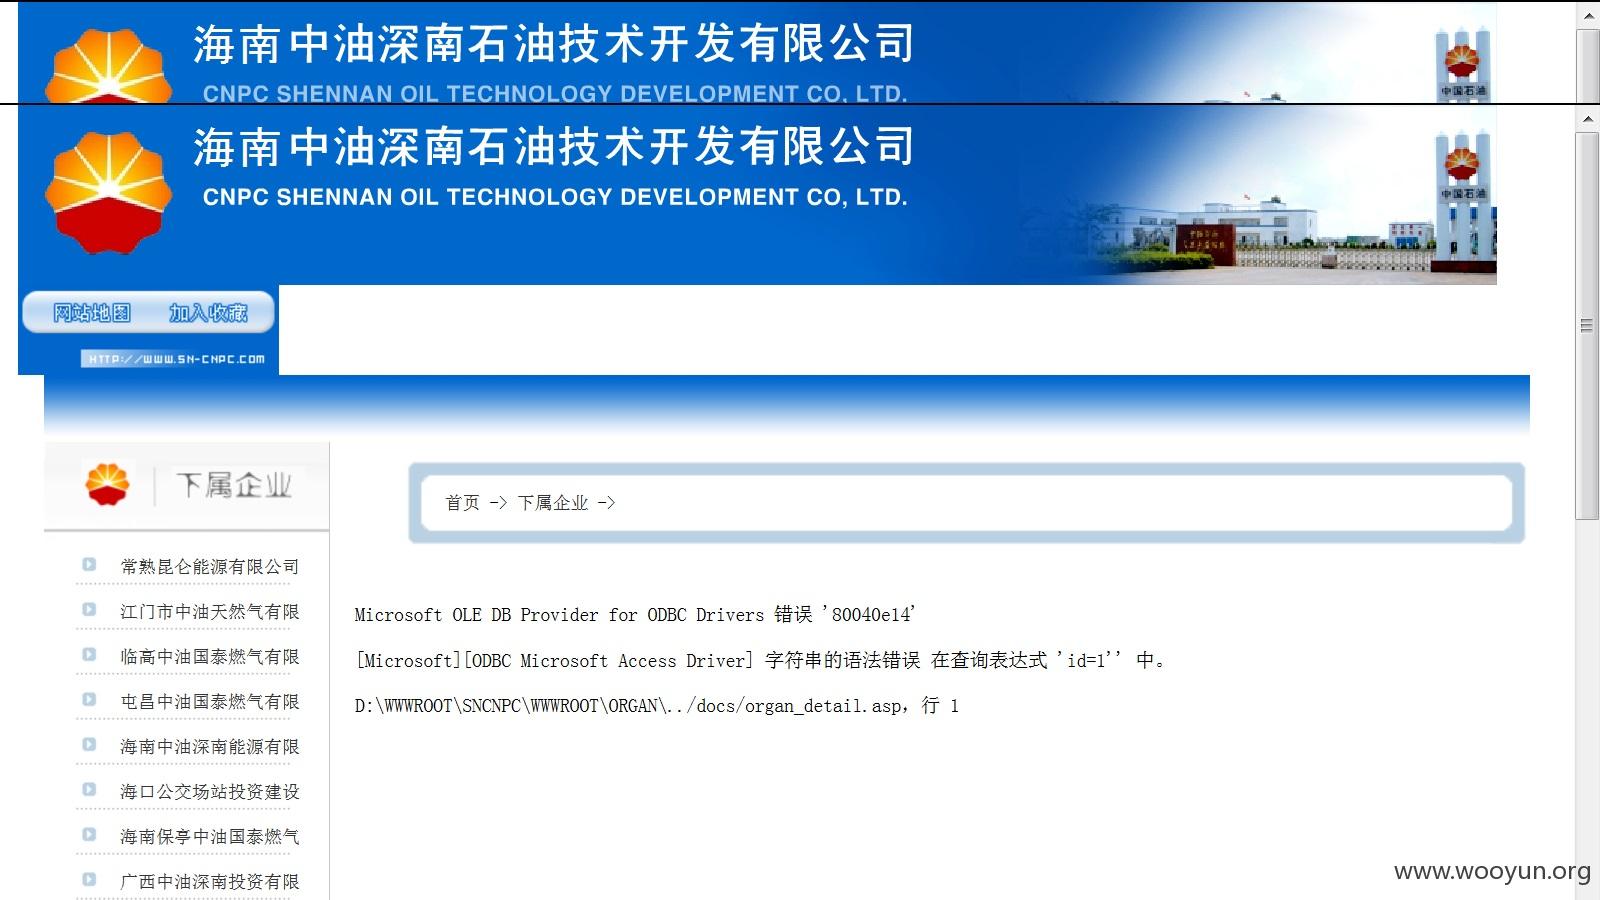 海南中油深南石油技术开发有限公司
CNPC SHENNAN OIL TECHNOLOGY DEVELOPMENT CO, LTD.
中国石油
海南中油深南石油技术开发有限公司
CNPC SHENNAN OIL TECHNOLOGY DEVELOPMENT CO, LTD.
中国石油
网站地图 加入收藏
HTTP://WWW.SN-CNPC.COM
下属企业
首页 -> 下属企业 ->
常熟昆仑能源有限公司
江门市中油天然气有限
临高中油国泰燃气有限
屯昌中油国泰燃气有限
海南中油深南能源有限
海口公交场站投资建设
海南保亭中油国泰燃气
广西中油深南投资有限
Microsoft OLE DB Provider for ODBC Drivers 错误 '80040e14'
[Microsoft][ODBC Microsoft Access Driver] 字符串的语法错误 在查询表达式 'id=1'' 中。
D:\WWWROOT\SNCNPC\WWWROOT\ORGAN\../docs/organ_detail.asp，行 1
www.wooyun.org